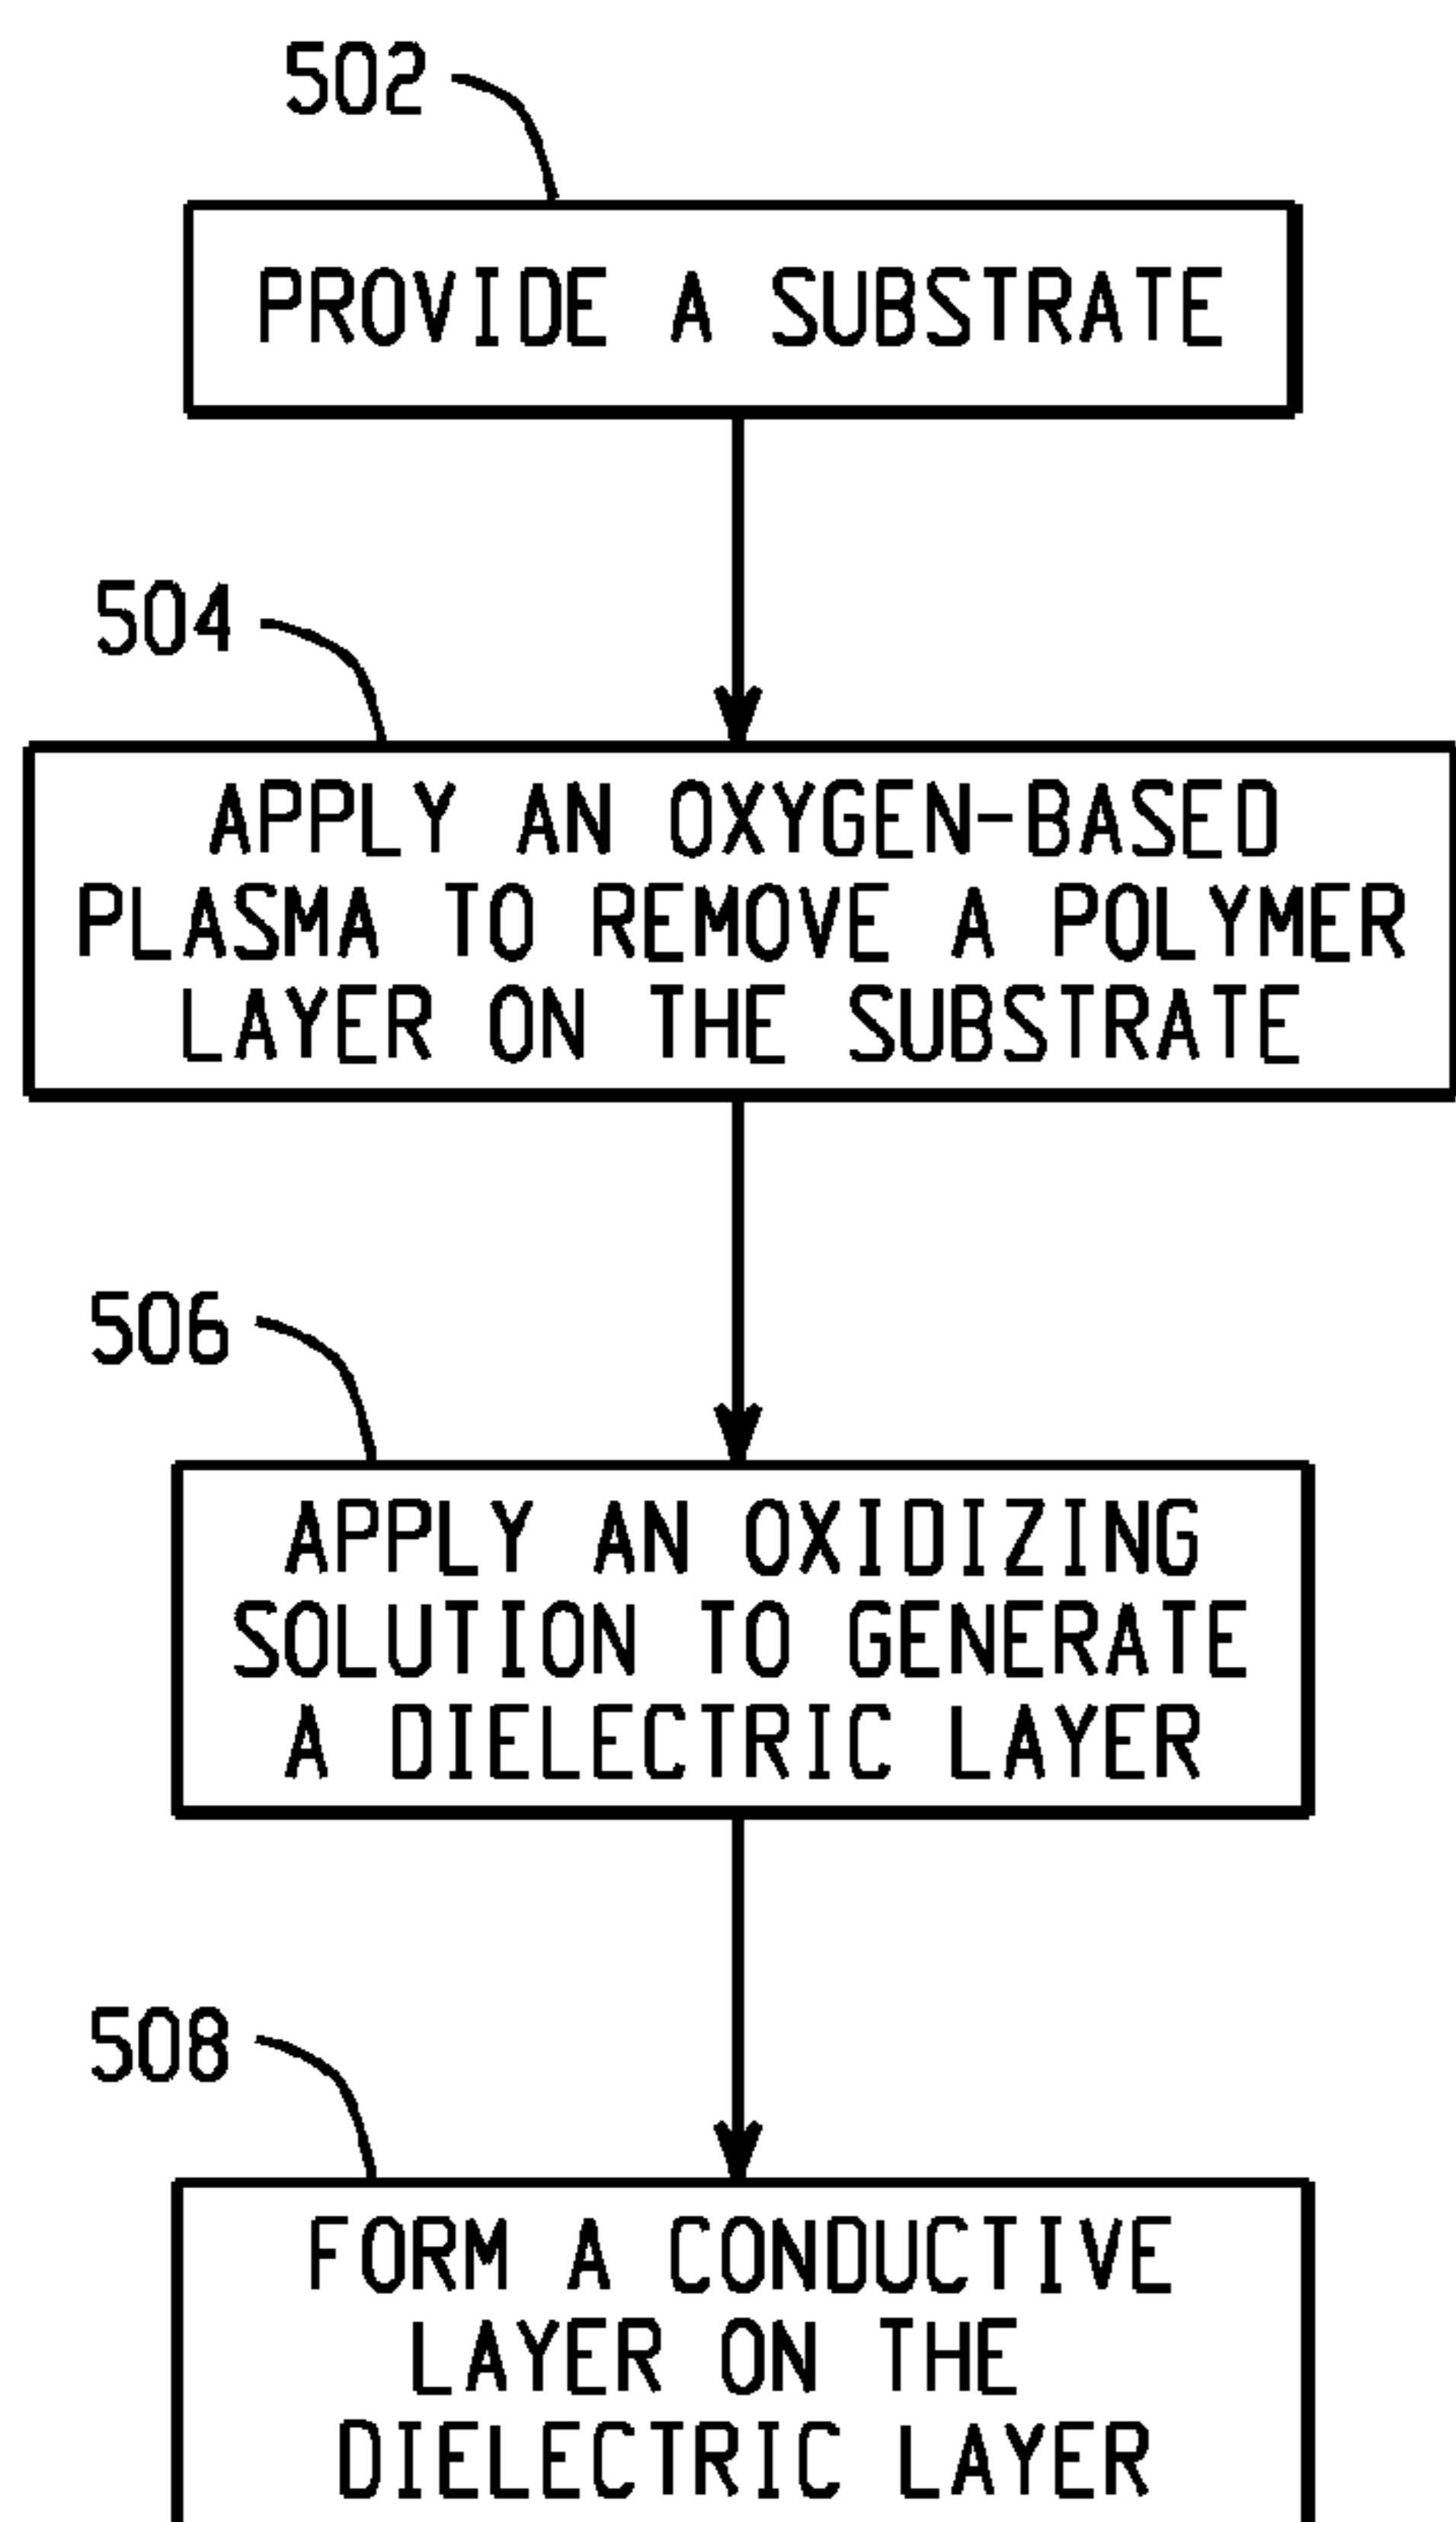 502
PROVIDE A SUBSTRATE
504
APPLY AN OXYGEN-BASED
PLASMA TO REMOVE A POLYMER
LAYER ON THE SUBSTRATE
506
APPLY AN OXIDIZING
SOLUTION TO GENERATE
A DIELECTRIC LAYER
508
FORM A CONDUCTIVE
LAYER ON THE
DIELECTRIC LAYER